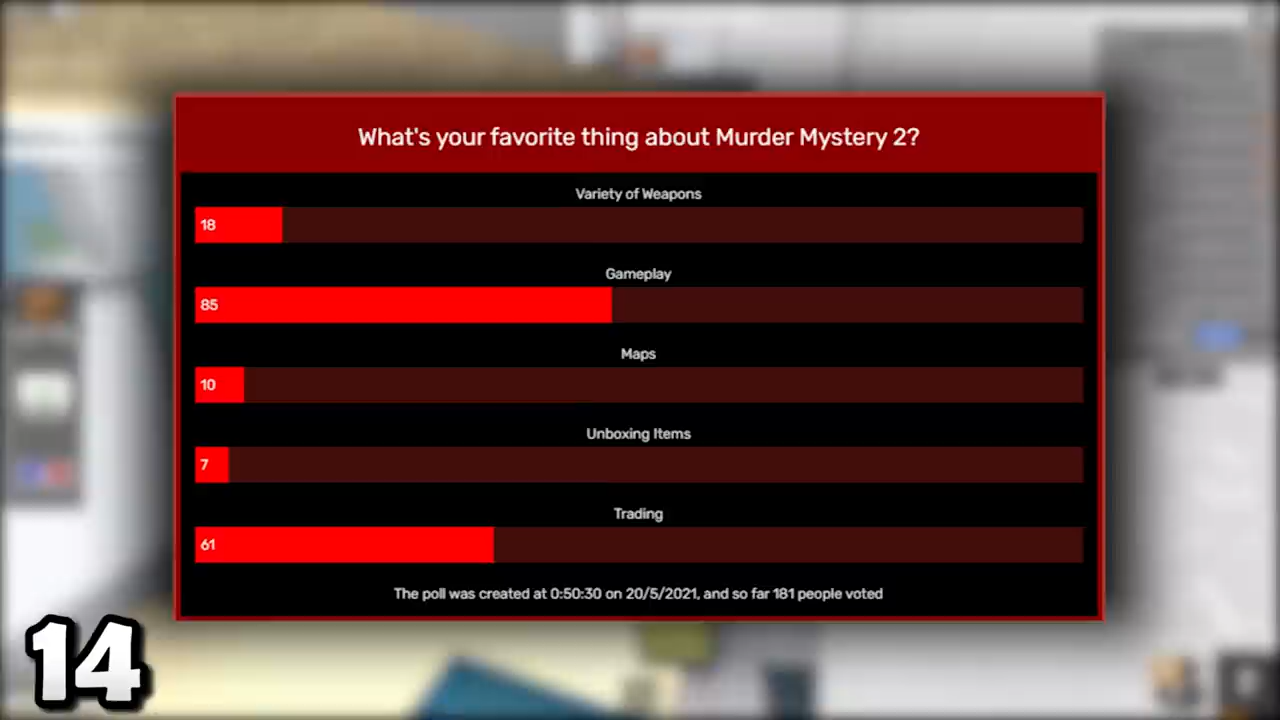 What's your favorite thing about Murder Mystery 2?
Variety of Weapons
18
Gameplay
85
Maps
10
Unboxing Items
7
Trading
61
The poll was created at 0:50:30 on 20/5/2021, and so far 181 people voted
14